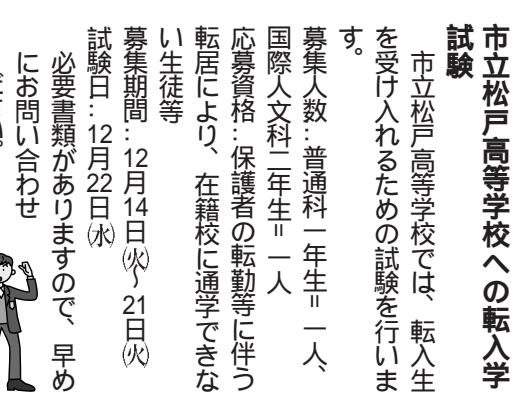 市立松戸高等学校への転入学
試験
市立松戸高等学校では、転入生
を受け入れるための試験を行いま
す。
募集人数…普通科一年生=一人、
国際人文科二年生=一人
応募資格…保護者の転勤等に伴う
転居により、在籍校に通学できな
い生徒等
募集期間…12月14日㈫～21日㈫
試験日…12月22日㈬
必要書類がありますので、早め
にお問い合わせ
ださい。